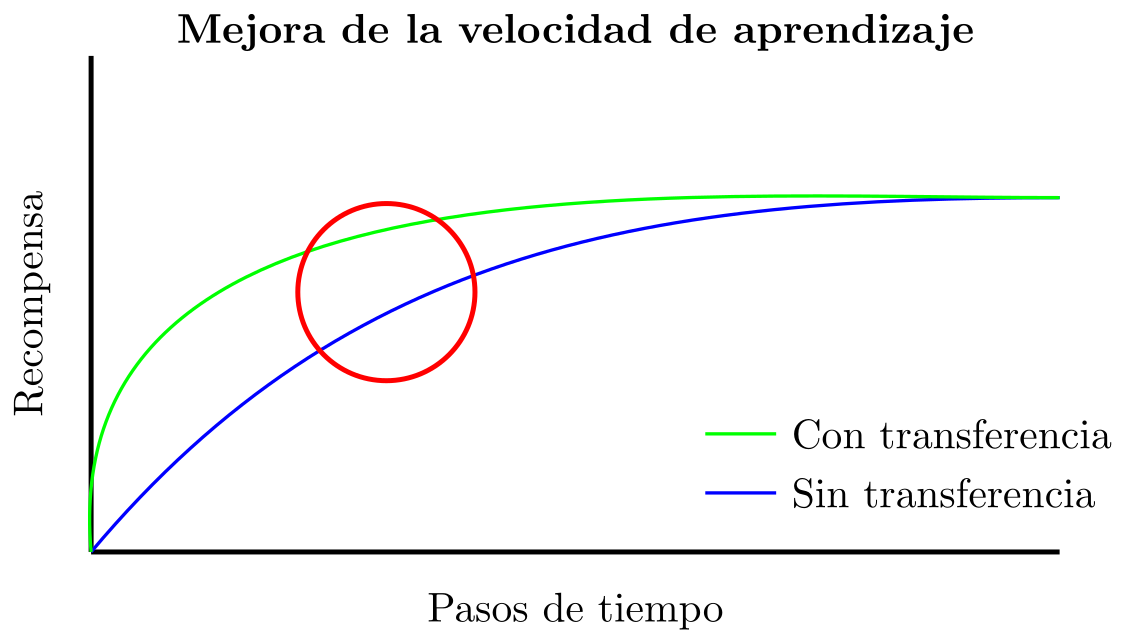 Mejora de la velocidad de aprendizaje
Recompensa
Con transferencia
Sin transferencia
Pasos de tiempo